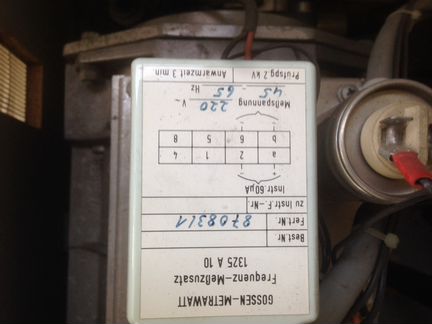 GOSSEN-METRAWATT
Frequenz-Meßzusatz
1325 A 10
Best.Nr.
Fert.Nr.
zu Instr.F.-Nr.
Instr.60µA
+ -
a 2 1 4
b 6 5 8
Meßspannung 220 V~
45 - 65 Hz
Prüfspg.2 kV Anwärmzeit 3 min